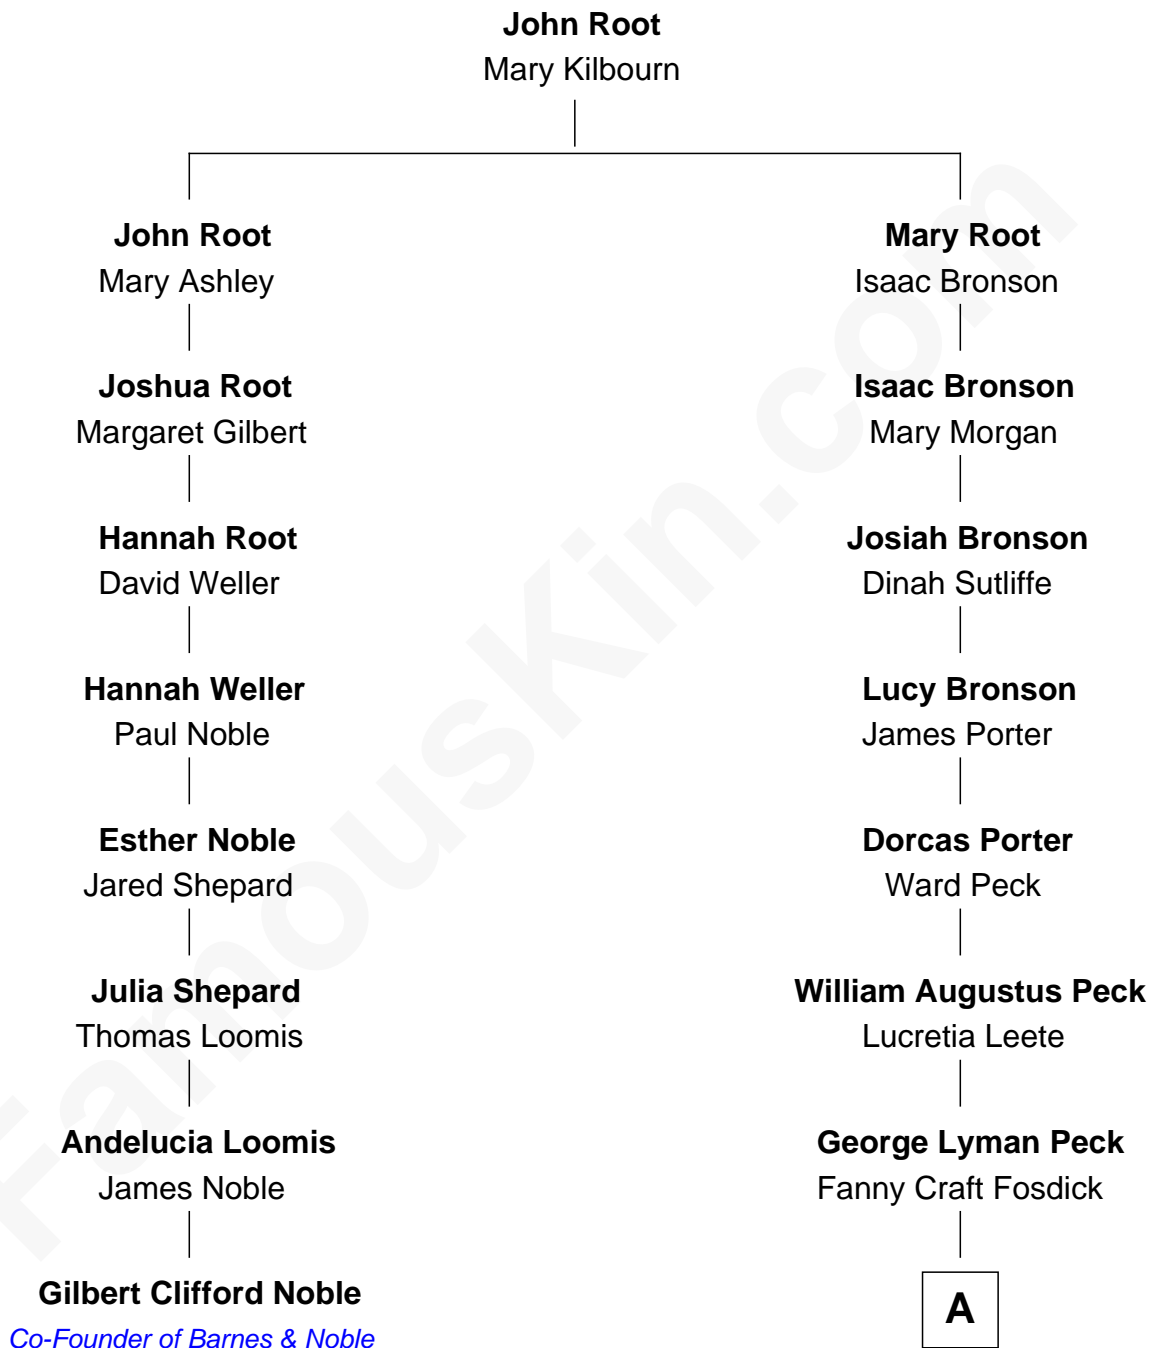 John Root
Mary Kilbourn
John Root
Mary Ashley
Mary Root
Isaac Bronson
Joshua Root
Margaret Gilbert
Isaac Bronson
Mary Morgan
Hannah Root
David Weller
Josiah Bronson
Dinah Sutliffe
Hannah Weller
Paul Noble
Lucy Bronson
James Porter
Esther Noble
Jared Shepard
Dorcas Porter
Ward Peck
Julia Shepard
Thomas Loomis
William Augustus Peck
Lucretia Leete
Andelucia Loomis
James Noble
George Lyman Peck
Fanny Craft Fosdick
Gilbert Clifford Noble
Co-Founder of Barnes & Noble
A
FamousKin.com